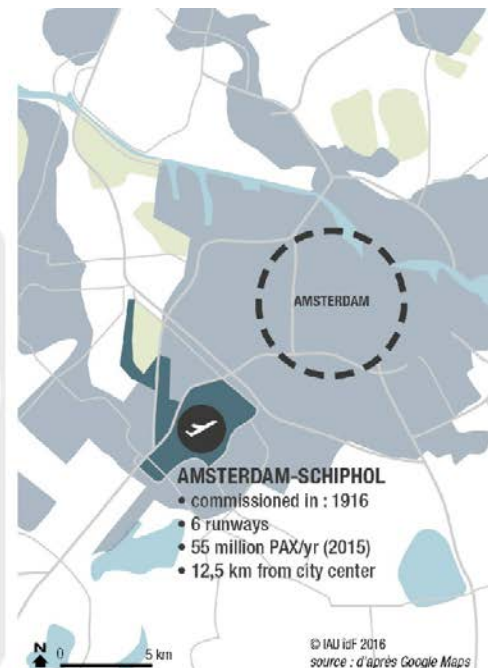 AMSTERDAM
AMSTERDAM-SCHIPHOL
• commissioned in : 1916
• 6 runways
• 55 million PAX/yr (2015)
• 12,5 km from city center
N 0 5 km
© IAU îdF 2016
source : d'après Google Maps